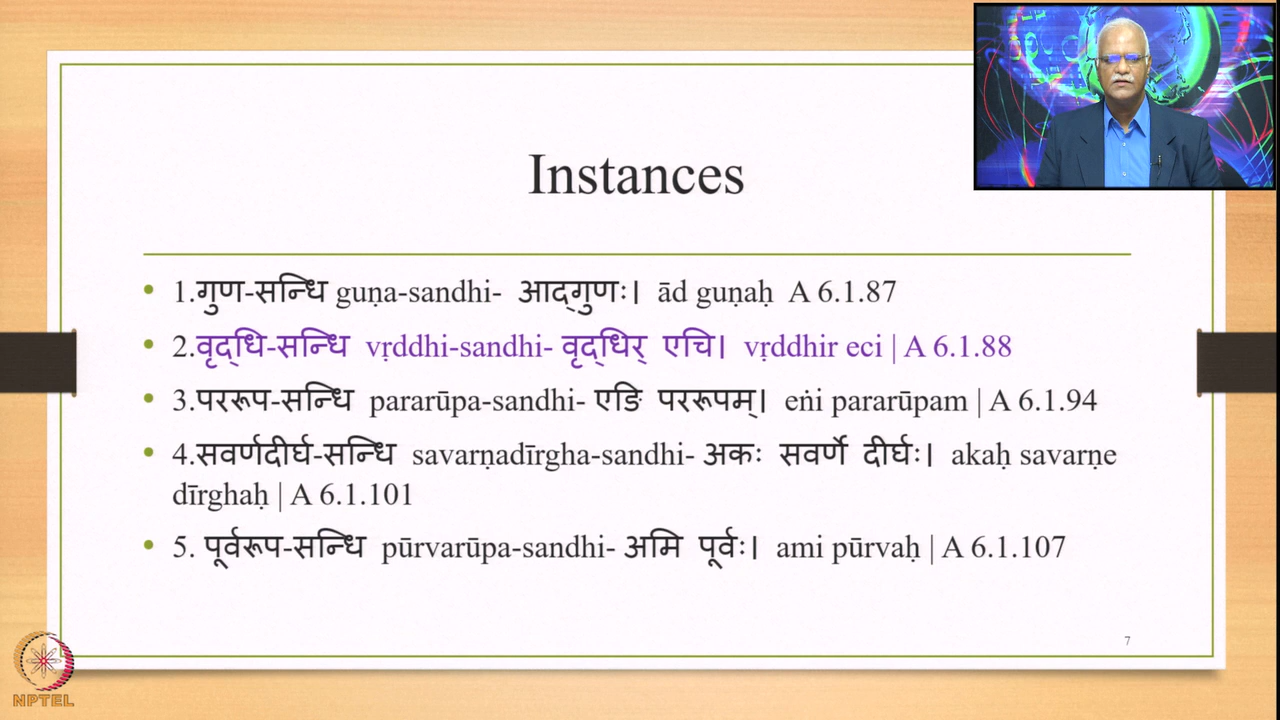 Instances
• 1.गुण-सन्धि guṇa-sandhi- आद्‌गुणः। ād guṇaḥ A 6.1.87
• 2.वृद्‌धि-सन्धि vṛddhi-sandhi- वृद्‌धिर् एचि। vṛddhir eci | A 6.1.88
• 3.पररूप-सन्धि pararūpa-sandhi- एङि पररूपम्। eṅi pararūpam | A 6.1.94
• 4.सवर्णदीर्घ-सन्धि savarṇadīrgha-sandhi- अकः सवर्णे दीर्घः। akaḥ savarṇe
dīrghaḥ | A 6.1.101
• 5. पूर्वरूप-सन्धि pūrvarūpa-sandhi- अमि पूर्वः। ami pūrvaḥ | A 6.1.107
7
NPTEL